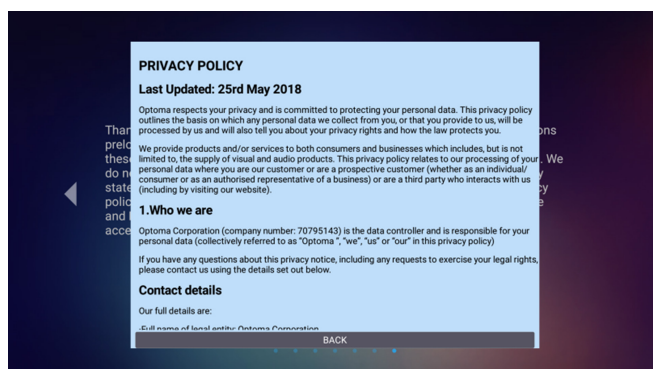 PRIVACY POLICY
Last Updated: 25rd May 2018
Optoma respects your privacy and is committed to protecting your personal data. This privacy policy
outlines the basis on which any personal data we collect from you, or that you provide to us, will be
processed by us and will also tell you about your privacy rights and how the law protects you.
We provide products and/or services to both consumers and businesses which includes, but is not
limited to, the supply of visual and audio products. This privacy policy relates to our processing of your
personal data where you are our customer or are a prospective customer (whether as an individual/
consumer or as an authorised representative of a business) or are a third party who interacts with us
(including by visiting our website).
1.Who we are
Optoma Corporation (company number: 70795143) is the data controller and is responsible for your
personal data (collectively referred to as "Optoma ", "we", "us" or "our" in this privacy policy)
If you have any questions about this privacy notice, including any requests to exercise your legal rights,
please contact us using the details set out below.
Contact details
Our full details are:
-Full name of legal entity: Optoma Corporation
BACK